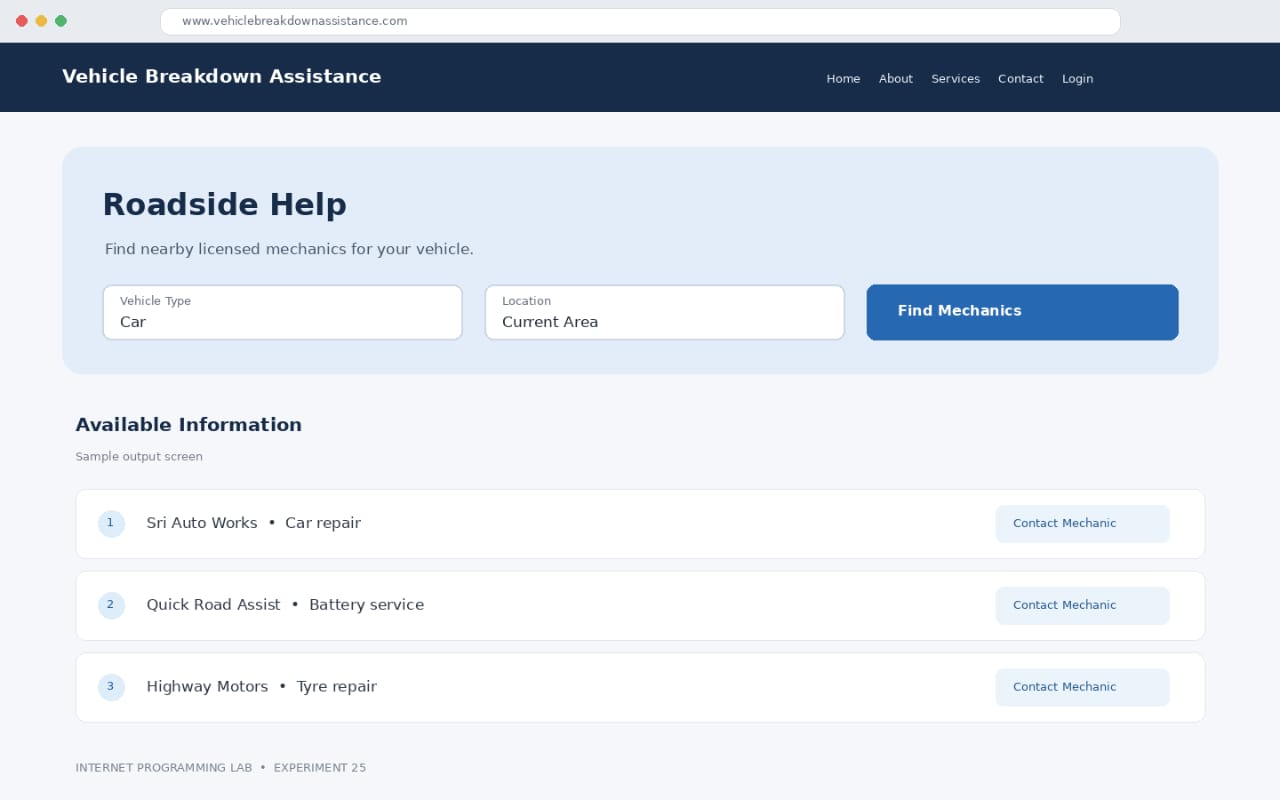 www.vehiclebreakdownassistance.com
Vehicle Breakdown Assistance
Home About Services Contact Login
Roadside Help
Find nearby licensed mechanics for your vehicle.
Vehicle Type
Car
Location
Current Area
Find Mechanics
Available Information
Sample output screen
1 Sri Auto Works • Car repair Contact Mechanic
2 Quick Road Assist • Battery service Contact Mechanic
3 Highway Motors • Tyre repair Contact Mechanic
INTERNET PROGRAMMING LAB • EXPERIMENT 25